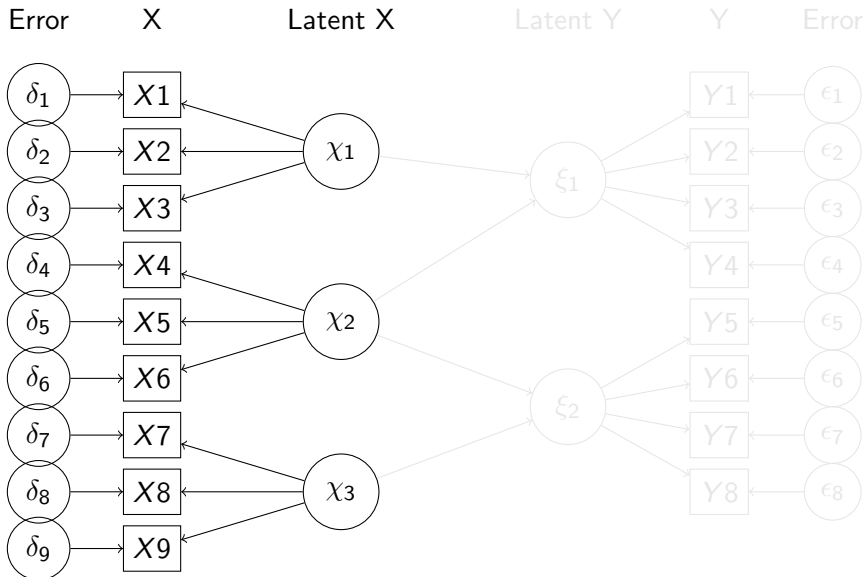 Error X Latent X Latent Y Y Error
δ1 X1 Y1 ϵ1
χ1
δ2 X2 Y2 ϵ2
ξ1
δ3 X3 Y3 ϵ3
δ4 X4 Y4 ϵ4
δ5 X5 χ2 Y5 ϵ5
δ6 X6 Y6 ϵ6
ξ2
δ7 X7 Y7 ϵ7
δ8 X8 χ3 Y8 ϵ8
δ9 X9